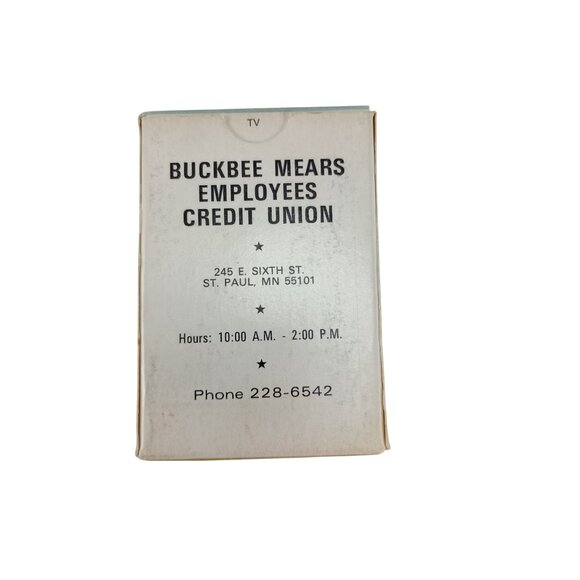 TV
BUCKBEE MEARS
EMPLOYEES
CREDIT UNION
★
245 E. SIXTH ST.
ST. PAUL, MN 55101
★
Hours: 10:00 A.M. - 2:00 P.M.
★
Phone 228-6542